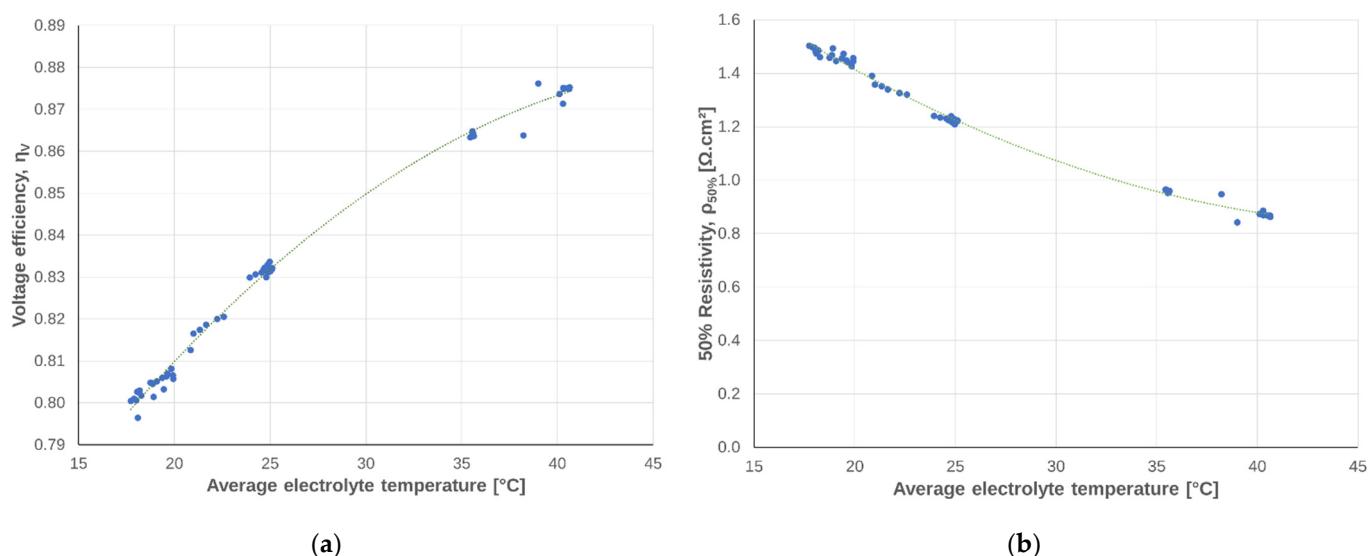 0.89
0.88
0.87
0.86
0.85
0.84
0.83
0.82
0.81
0.80
0.79
Voltage efficiency, ηV
15 20 25 30 35 40 45
Average electrolyte temperature [°C]
(a)
1.6
1.4
1.2
1.0
0.8
0.6
0.4
0.2
0.0
50% Resistivity, ρ50% [Ω.cm²]
15 20 25 30 35 40 45
Average electrolyte temperature [°C]
(b)